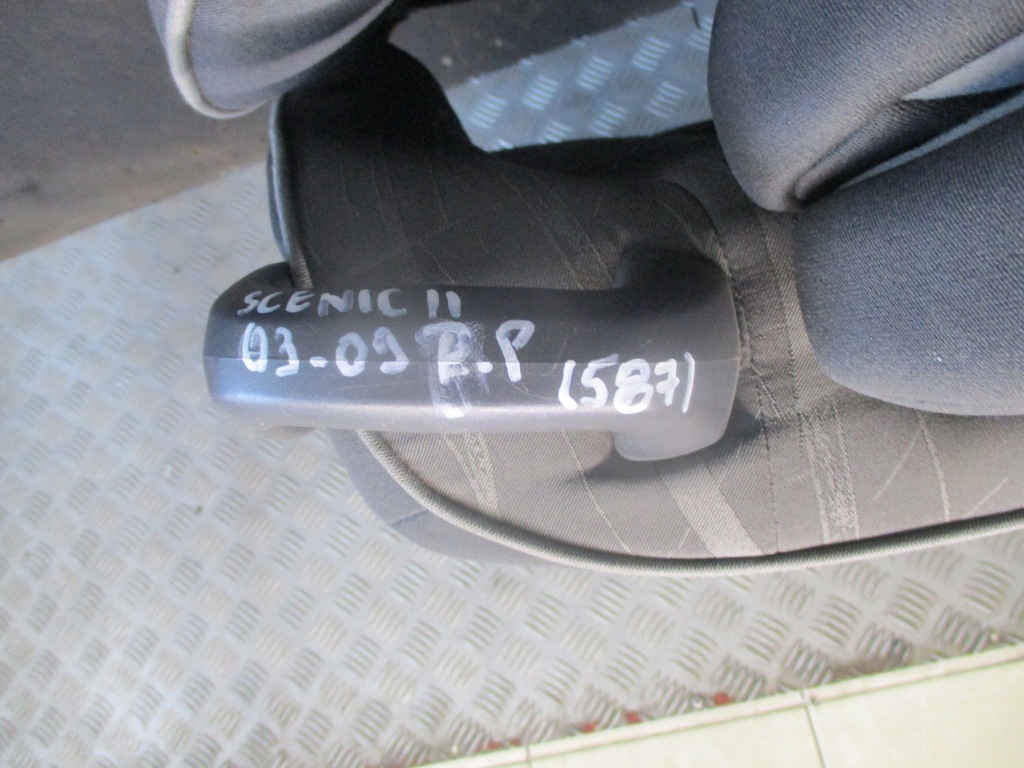 SCENIC II
03-09 P.P (587)